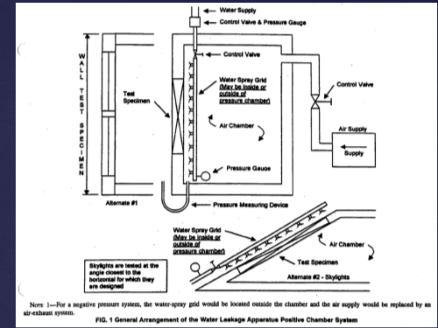 Water Supply
Control Valve & Pressure Gauge
Control Valve
WALL TEST SPECIMEN
Test
Specimen
Water Spray Grid
(May be inside or
outside of
pressure chamber)
Control Valve
Air Chamber
Air Supply
Supply
Pressure Gauge
Alternate #1
Pressure Measuring Device
Water Spray Grid
(May be inside or
outside of
pressure chamber)
Air Chamber
Test Specimen
Skylights are tested at the
angle closest to the
horizontal for which they
are designed
Alternate #2 - Skylights
NOTE 1—For a negative pressure system, the water-spray grid would be located outside the chamber and the air supply would be replaced by an
air-exhaust system.
FIG. 1 General Arrangement of the Water Leakage Apparatus Positive Chamber System